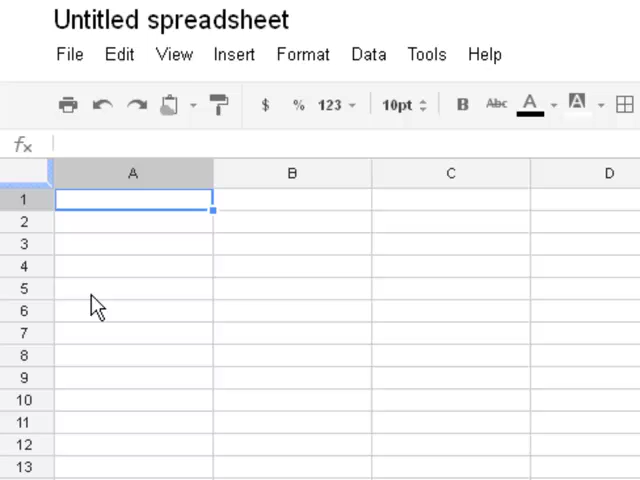 Untitled spreadsheet
File Edit View Insert Format Data Tools Help
$ % 123 10pt B Abc A A
fx
A B C D
1
2
3
4
5
6
7
8
9
10
11
12
13